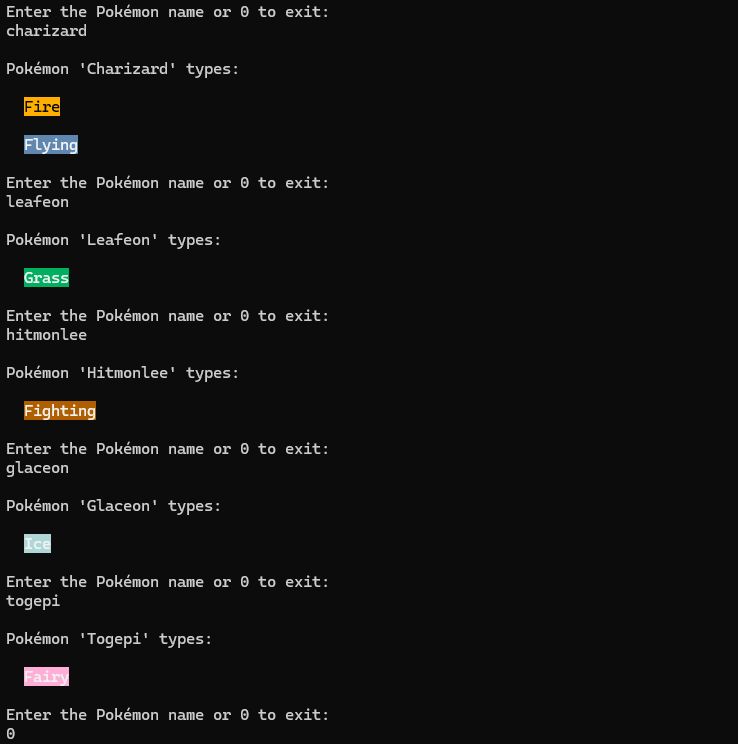 Enter the Pokémon name or 0 to exit:
charizard
Pokémon 'Charizard' types:
Fire
Flying
Enter the Pokémon name or 0 to exit:
leafeon
Pokémon 'Leafeon' types:
Grass
Enter the Pokémon name or 0 to exit:
hitmonlee
Pokémon 'Hitmonlee' types:
Fighting
Enter the Pokémon name or 0 to exit:
glaceon
Pokémon 'Glaceon' types:
Ice
Enter the Pokémon name or 0 to exit:
togepi
Pokémon 'Togepi' types:
Fairy
Enter the Pokémon name or 0 to exit:
0